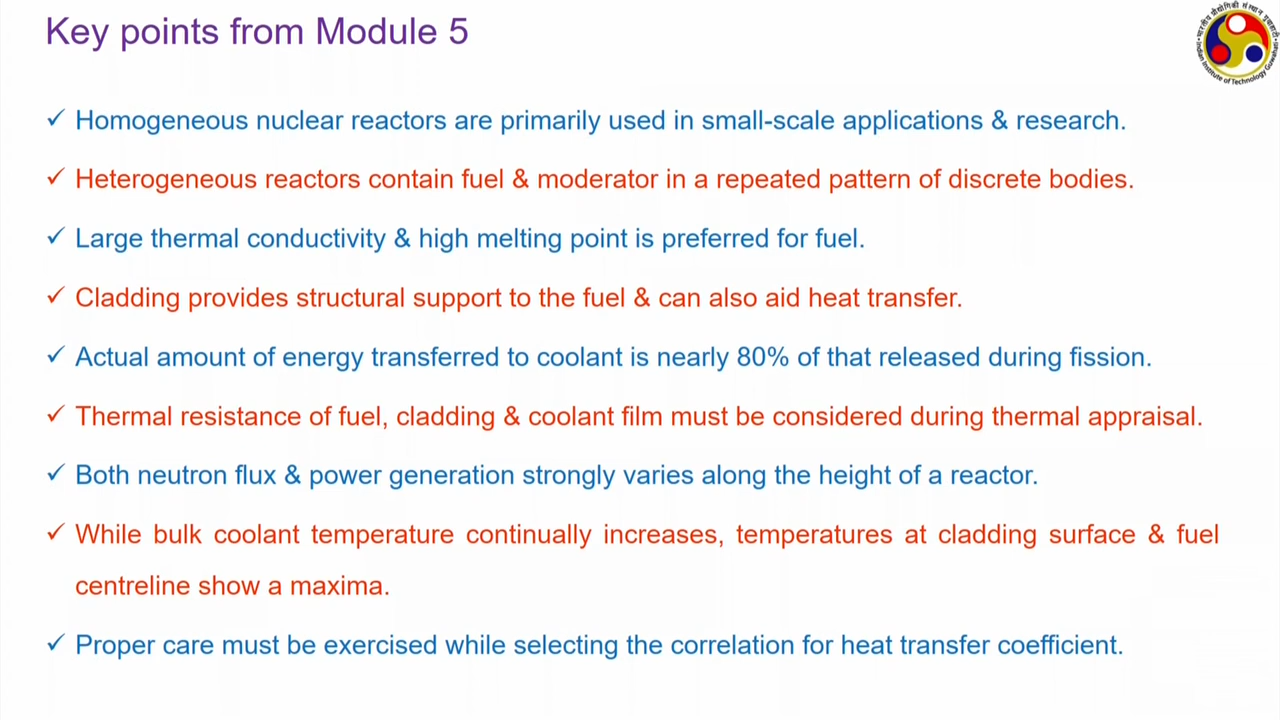 Key points from Module 5
भारतीय प्रौद्योगिकी संस्थान गुवाहाटी
Indian Institute of Technology Guwahati
✓ Homogeneous nuclear reactors are primarily used in small-scale applications & research.
✓ Heterogeneous reactors contain fuel & moderator in a repeated pattern of discrete bodies.
✓ Large thermal conductivity & high melting point is preferred for fuel.
✓ Cladding provides structural support to the fuel & can also aid heat transfer.
✓ Actual amount of energy transferred to coolant is nearly 80% of that released during fission.
✓ Thermal resistance of fuel, cladding & coolant film must be considered during thermal appraisal.
✓ Both neutron flux & power generation strongly varies along the height of a reactor.
✓ While bulk coolant temperature continually increases, temperatures at cladding surface & fuel
centreline show a maxima.
✓ Proper care must be exercised while selecting the correlation for heat transfer coefficient.